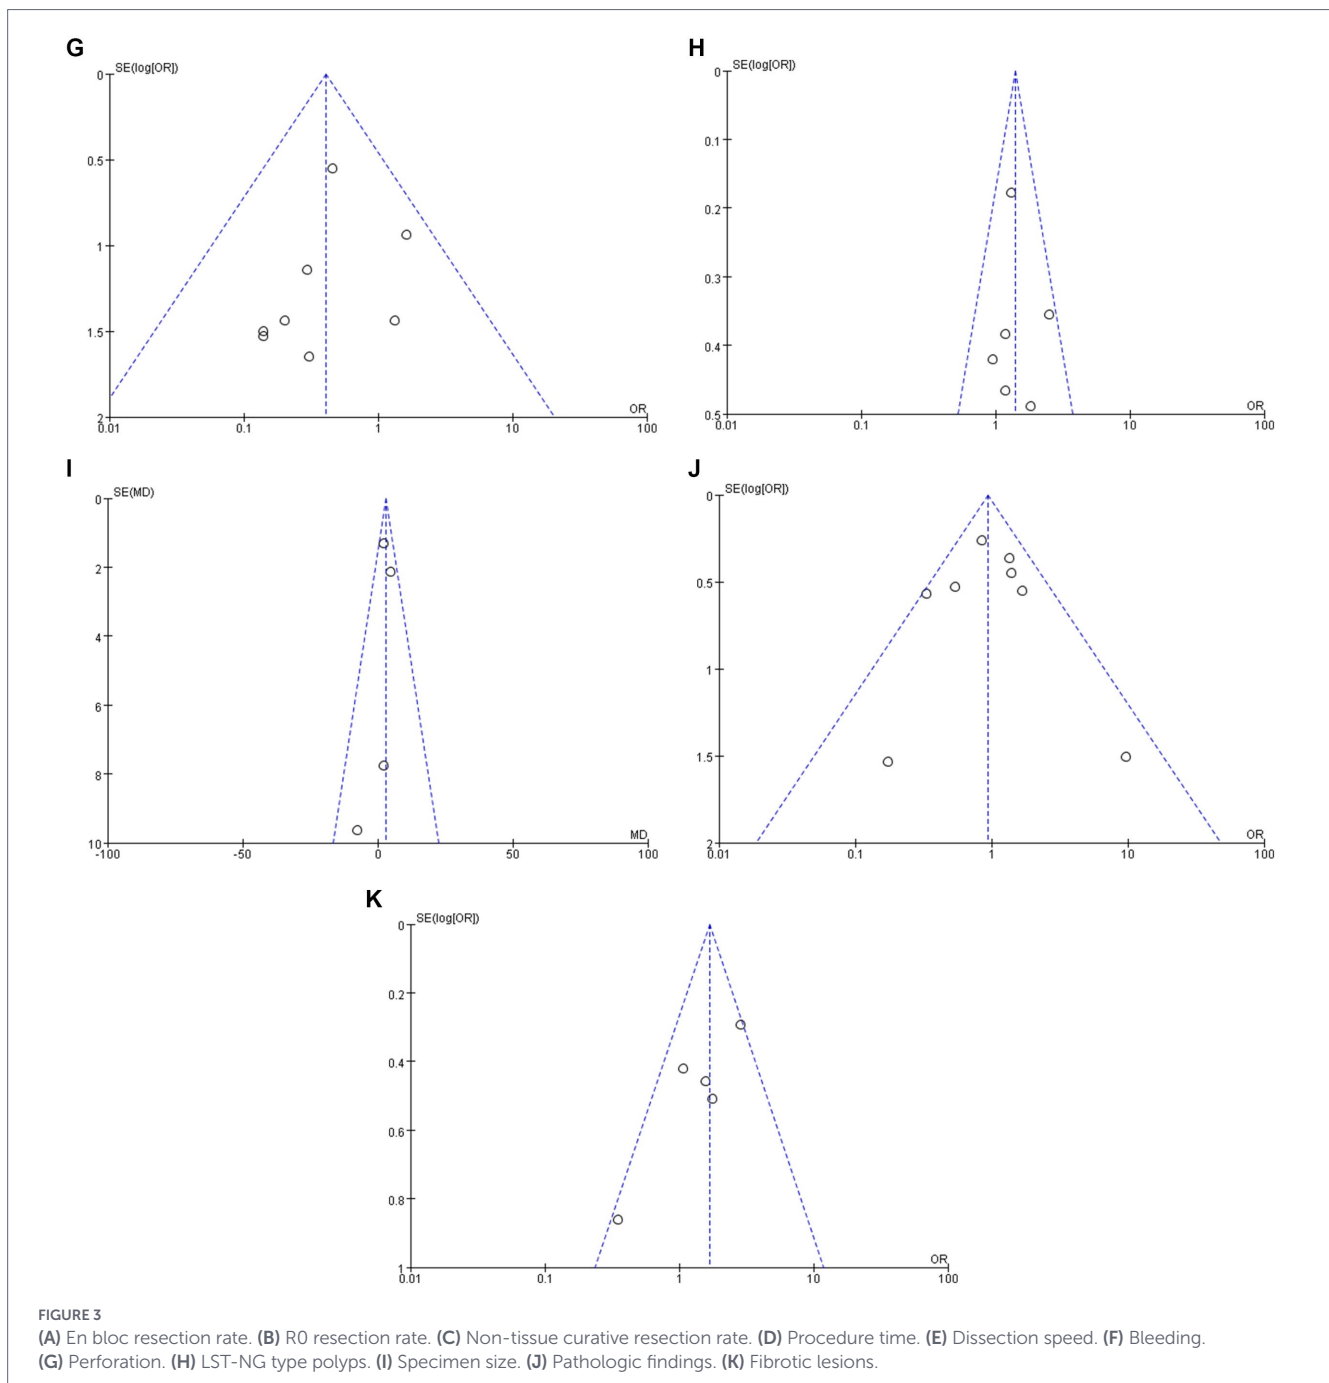 G
SE(log[OR])
0
0.5
1
1.5
2
OR
0.01 0.1 1 10 100
H
SE(log[OR])
0
0.1
0.2
0.3
0.4
0.5
OR
0.01 0.1 1 10 100
I
SE(MD)
0
2
4
6
8
10
MD
-100 -50 0 50 100
J
SE(log[OR])
0
0.5
1
1.5
2
OR
0.01 0.1 1 10 100
K
SE(log[OR])
0
0.2
0.4
0.6
0.8
1
OR
0.01 0.1 1 10 100
FIGURE 3
(A) En bloc resection rate. (B) R0 resection rate. (C) Non-tissue curative resection rate. (D) Procedure time. (E) Dissection speed. (F) Bleeding.
(G) Perforation. (H) LST-NG type polyps. (I) Specimen size. (J) Pathologic findings. (K) Fibrotic lesions.